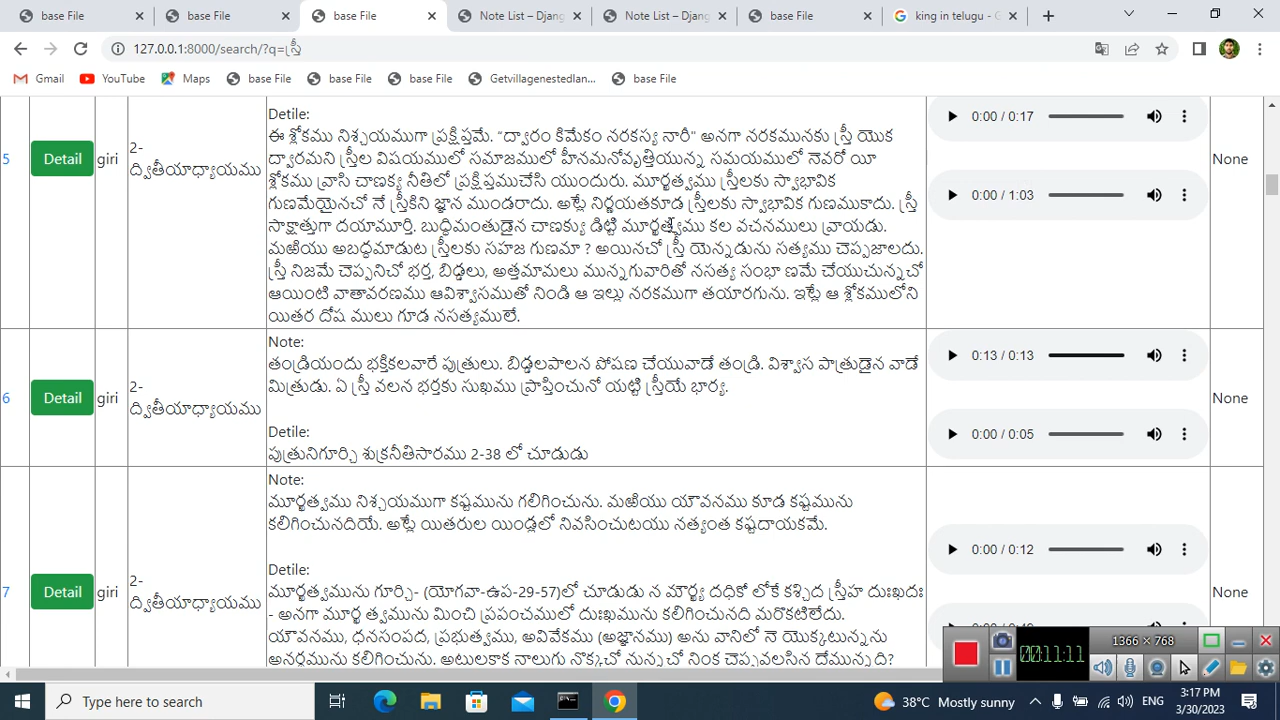 base File
base File
base File
Note List – Djang
Note List – Djang
base File
king in telugu - G
127.0.0.1:8000/search/?q=స్త్రీ
Gmail
YouTube
Maps
base File
base File
base File
Getvillagenestedlan...
base File
5
Detail
giri
2-
ద్వితీయాధ్యాయము
Detile:
ఈ శ్లోకము నిశ్చయముగా ప్రక్షిప్తమే. "ద్వారం కిమేకం నరకస్య నారీ" అనగా నరకమునకు స్త్రీ యొక
ద్వారమని స్త్రీల విషయములో సమాజములో హీనమనోవృత్తియున్న సమయములో నెవరో యీ
శ్లోకము వ్రాసి చాణక్య నీతిలో ప్రక్షిప్తముచేసి యుందురు. మూర్ఖత్వము స్త్రీలకు స్వాభావిక
గుణమేయైనచో నే స్త్రీకిని జ్ఞాన ముండరాదు. అట్లే నిర్ణయతకూడ స్త్రీలకు స్వాభావిక గుణముకాదు. స్త్రీ
సాక్షాత్తుగా దయామూర్తి. బుద్ధిమంతుడైన చాణక్యు డిట్టి మూర్ఖత్వము కల వచనములు వ్రాయడు.
మఱియు అబద్ధమాడుట స్త్రీలకు సహజ గుణమా ? అయినచో స్త్రీ యెన్నడును సత్యము చెప్పజాలదు.
స్త్రీ నిజమే చెప్పనిచో భర్త, బిడ్డలు, అత్తమామలు మున్నగువారితో నసత్య సంభా ణమే చేయుచున్నచో
ఆయింటి వాతావరణము ఆవిశ్వాసముతో నిండి ఆ ఇల్లు నరకముగా తయారగును. ఇట్లే ఆ శ్లోకములోని
యితర దోష ములు గూడ నసత్యములే.
0:00 / 0:17
0:00 / 1:03
None
6
Detail
giri
2-
ద్వితీయాధ్యాయము
Note:
తండ్రియందు భక్తికలవారే పుత్రులు. బిడ్డలపాలన పోషణ చేయువాడే తండ్రి. విశ్వాస పాత్రుడైన వాడే
మిత్రుడు. ఏ స్త్రీ వలన భర్తకు సుఖము ప్రాప్తించునో యట్టి స్త్రీయే భార్య.
Detile:
పుత్రునిగూర్చి శుక్రనీతిసారము 2-38 లో చూడుడు
0:13 / 0:13
0:00 / 0:05
None
7
Detail
giri
2-
ద్వితీయాధ్యాయము
Note:
మూర్ఖత్వము నిశ్చయముగా కష్టమును గలిగించును. మఱియు యౌవనము కూడ కష్టమును
కలిగించునదియే. అట్లే యితరుల యిండ్లలో నివసించుటయు నత్యంత కష్టదాయకమే.
Detile:
మూర్ఖత్వమును గూర్చి- (యోగవా-ఉప-29-57)లో చూడుడు న మౌర్ఖ్య దధికో లోకే కశ్చిద స్త్రీహ దుఃఖదః
- అనగా మూర్ఖ త్వమును మించి ప్రపంచములో దుఃఖమును కలిగించునది మరొకటిలేదు.
యౌవనము, ధనసంపద, ప్రభుత్వము, అవివేకము (అజ్ఞానము) అను వానిలో నె యొక్కటున్నను
అనర్థమును కలిగించును. అటులకాక నాలుగు నొక్కచో నున్నచో నింక చెప్పవలసిన దేమున్నది?
0:00 / 0:12
None
1366 × 768
00:11:11
Type here to search
38°C Mostly sunny
ENG
3:17 PM
3/30/2023